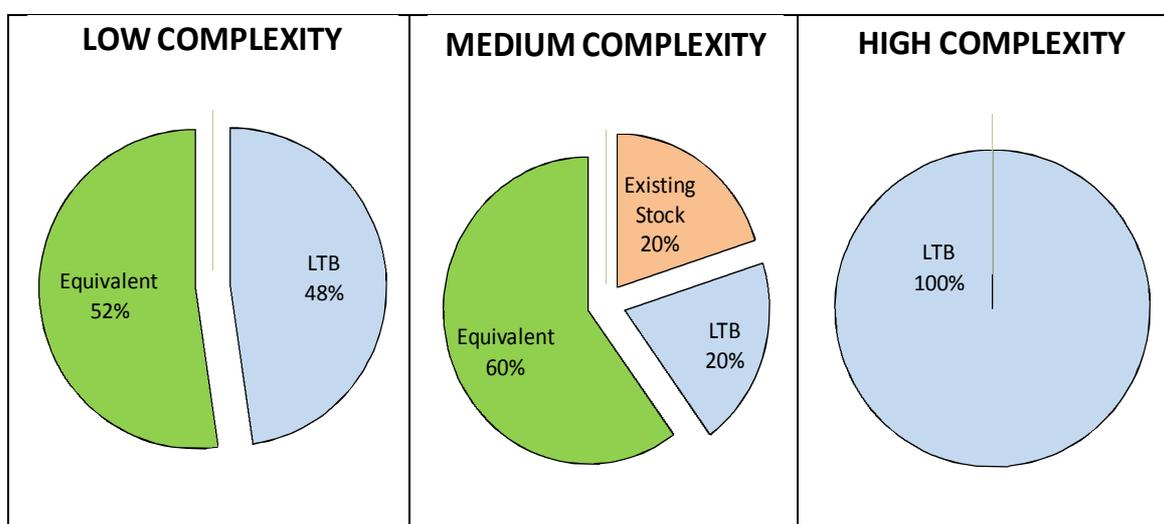 LOW COMPLEXITY
Equivalent
52%
LTB
48%
MEDIUM COMPLEXITY
Existing
Stock
20%
LTB
20%
Equivalent
60%
HIGH COMPLEXITY
LTB
100%